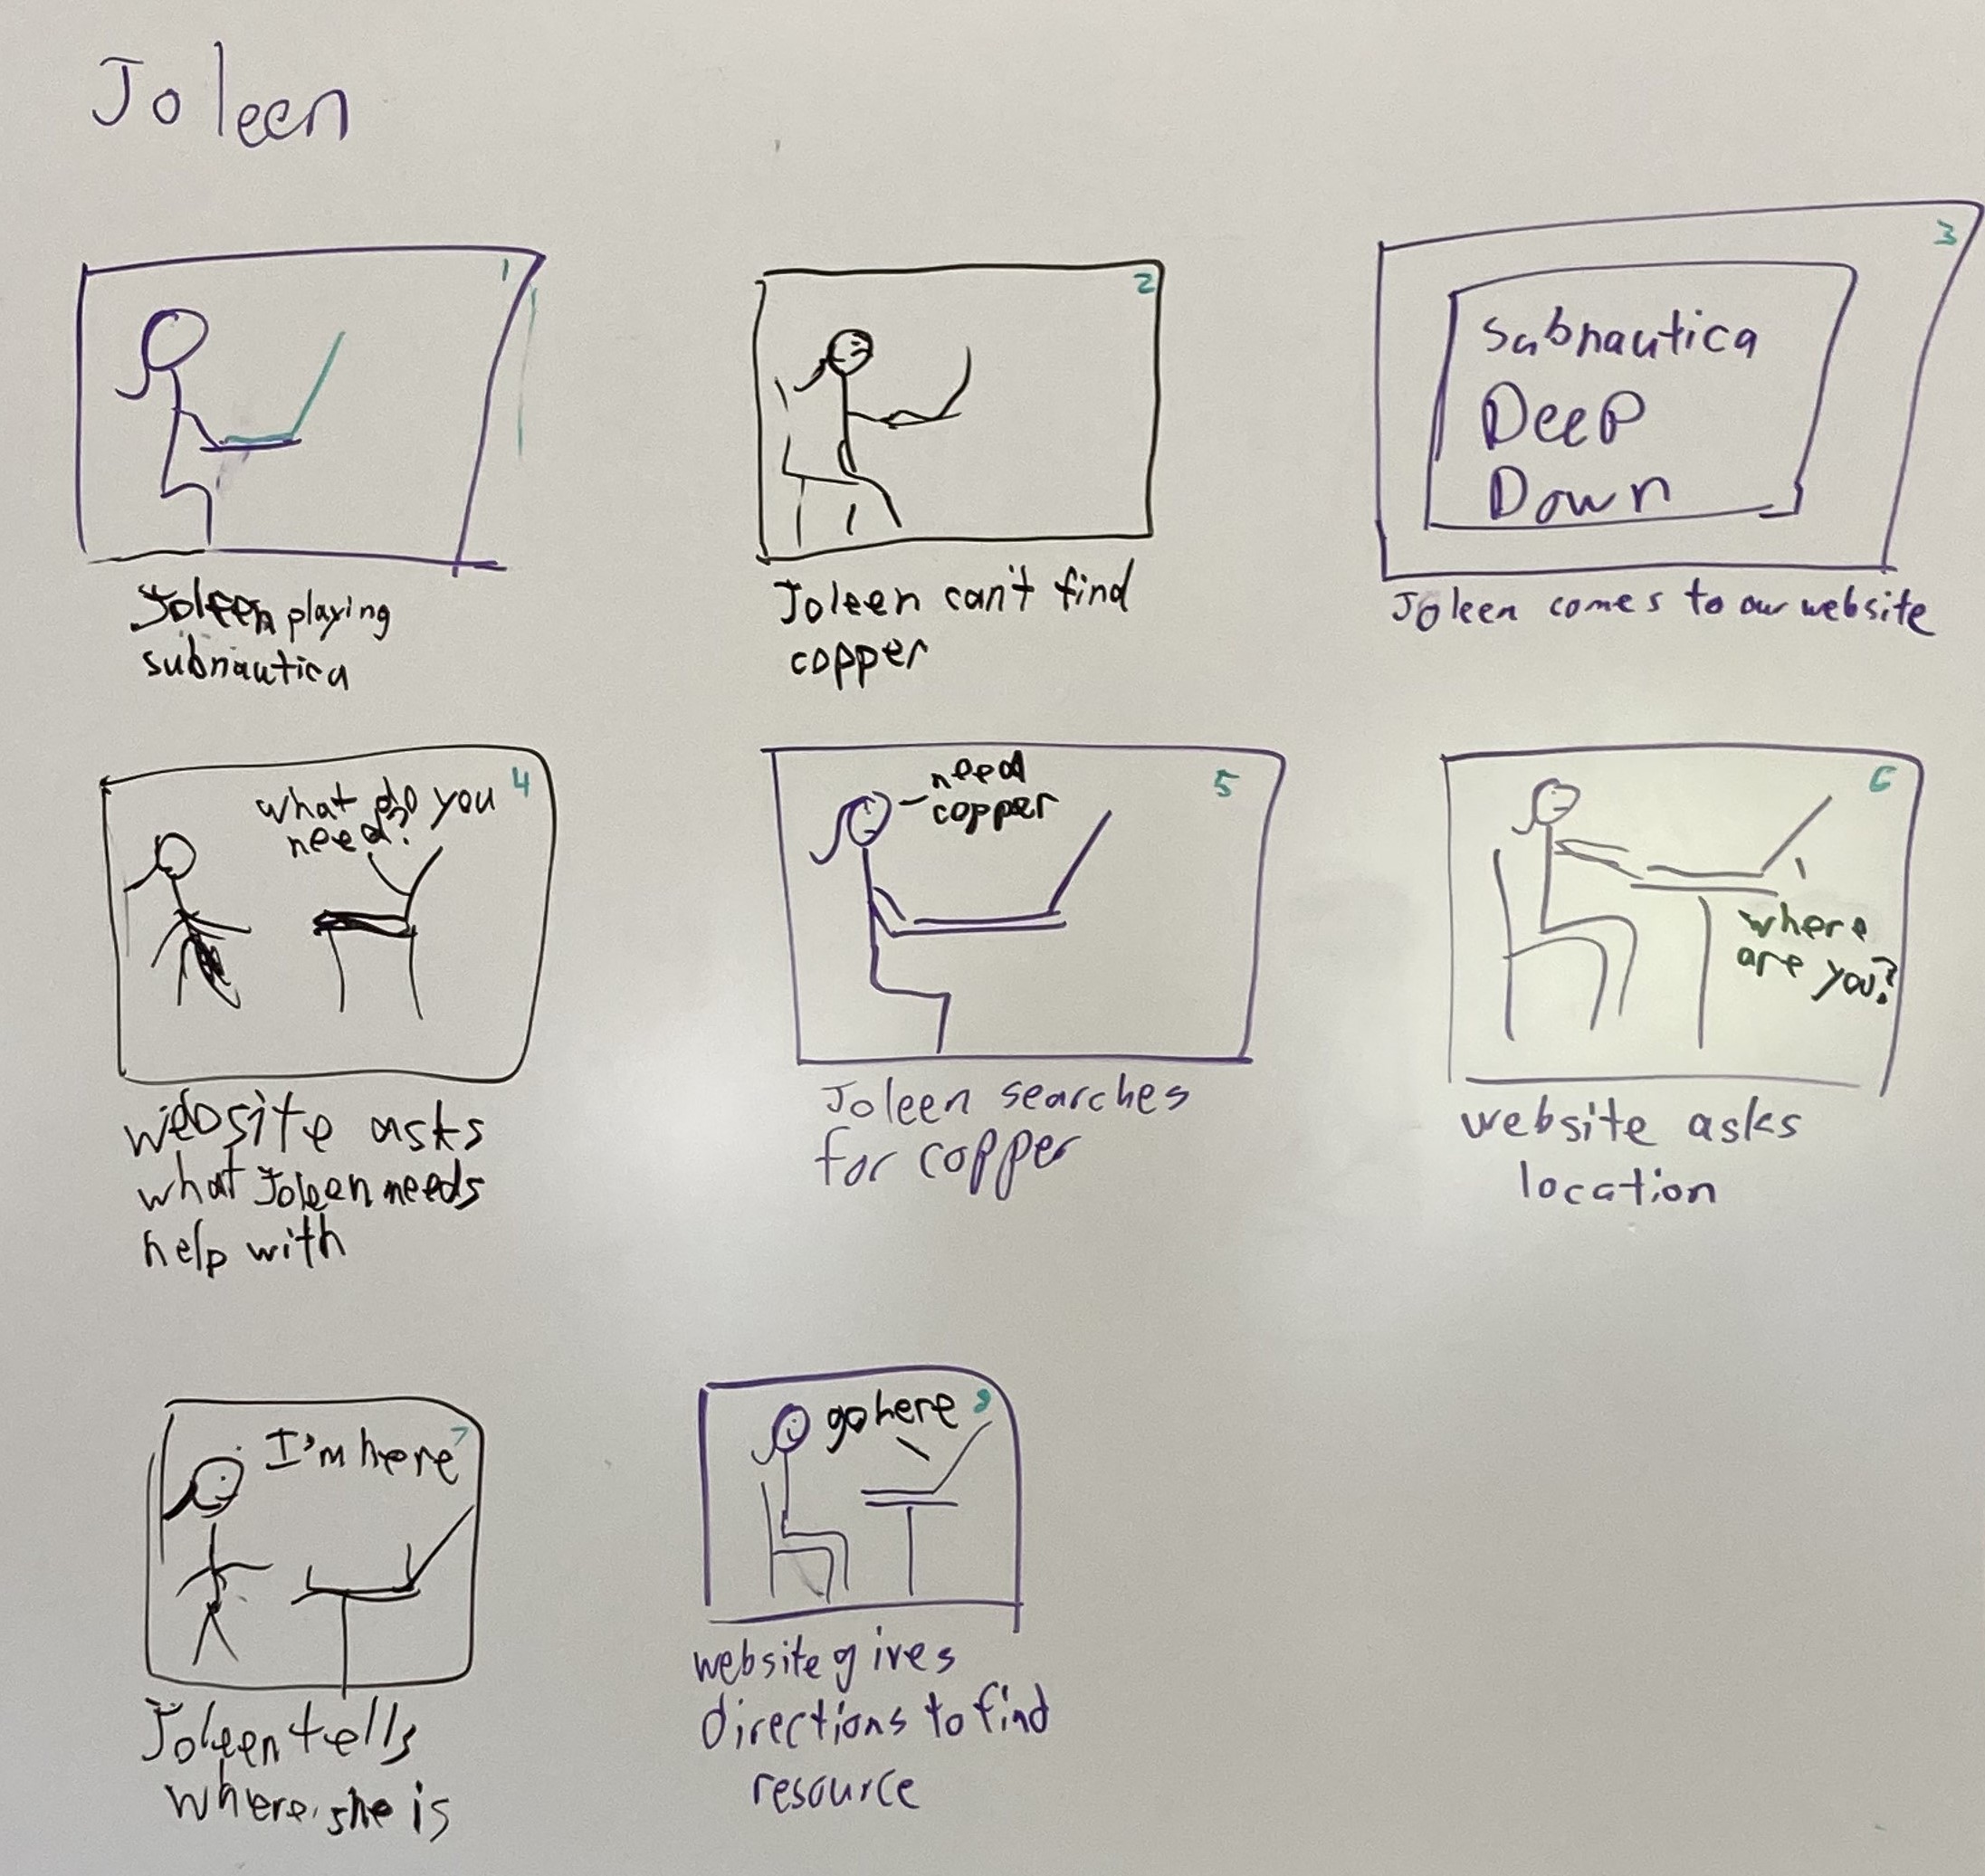 Joleen
1
Joleen playing
subnautica
2
Joleen can't find
copper
3
Subnautica
Deep
Down
Joleen comes to our website
4
what do you
need?
website asks
what Joleen needs
help with
5
need
copper
Joleen searches
for copper
6
where
are you?
website asks
location
7
I'm here
Joleen tells
where she is
8
go here
website gives
directions to find
resource